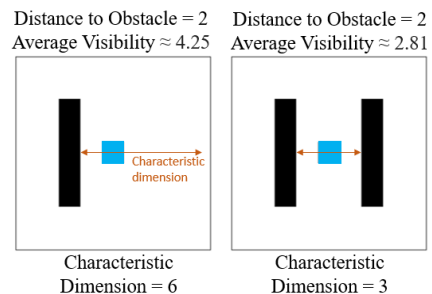 Distance to Obstacle = 2
Average Visibility ≈ 4.25
Characteristic
dimension
Characteristic
Dimension = 6
Distance to Obstacle = 2
Average Visibility ≈ 2.81
Characteristic
Dimension = 3